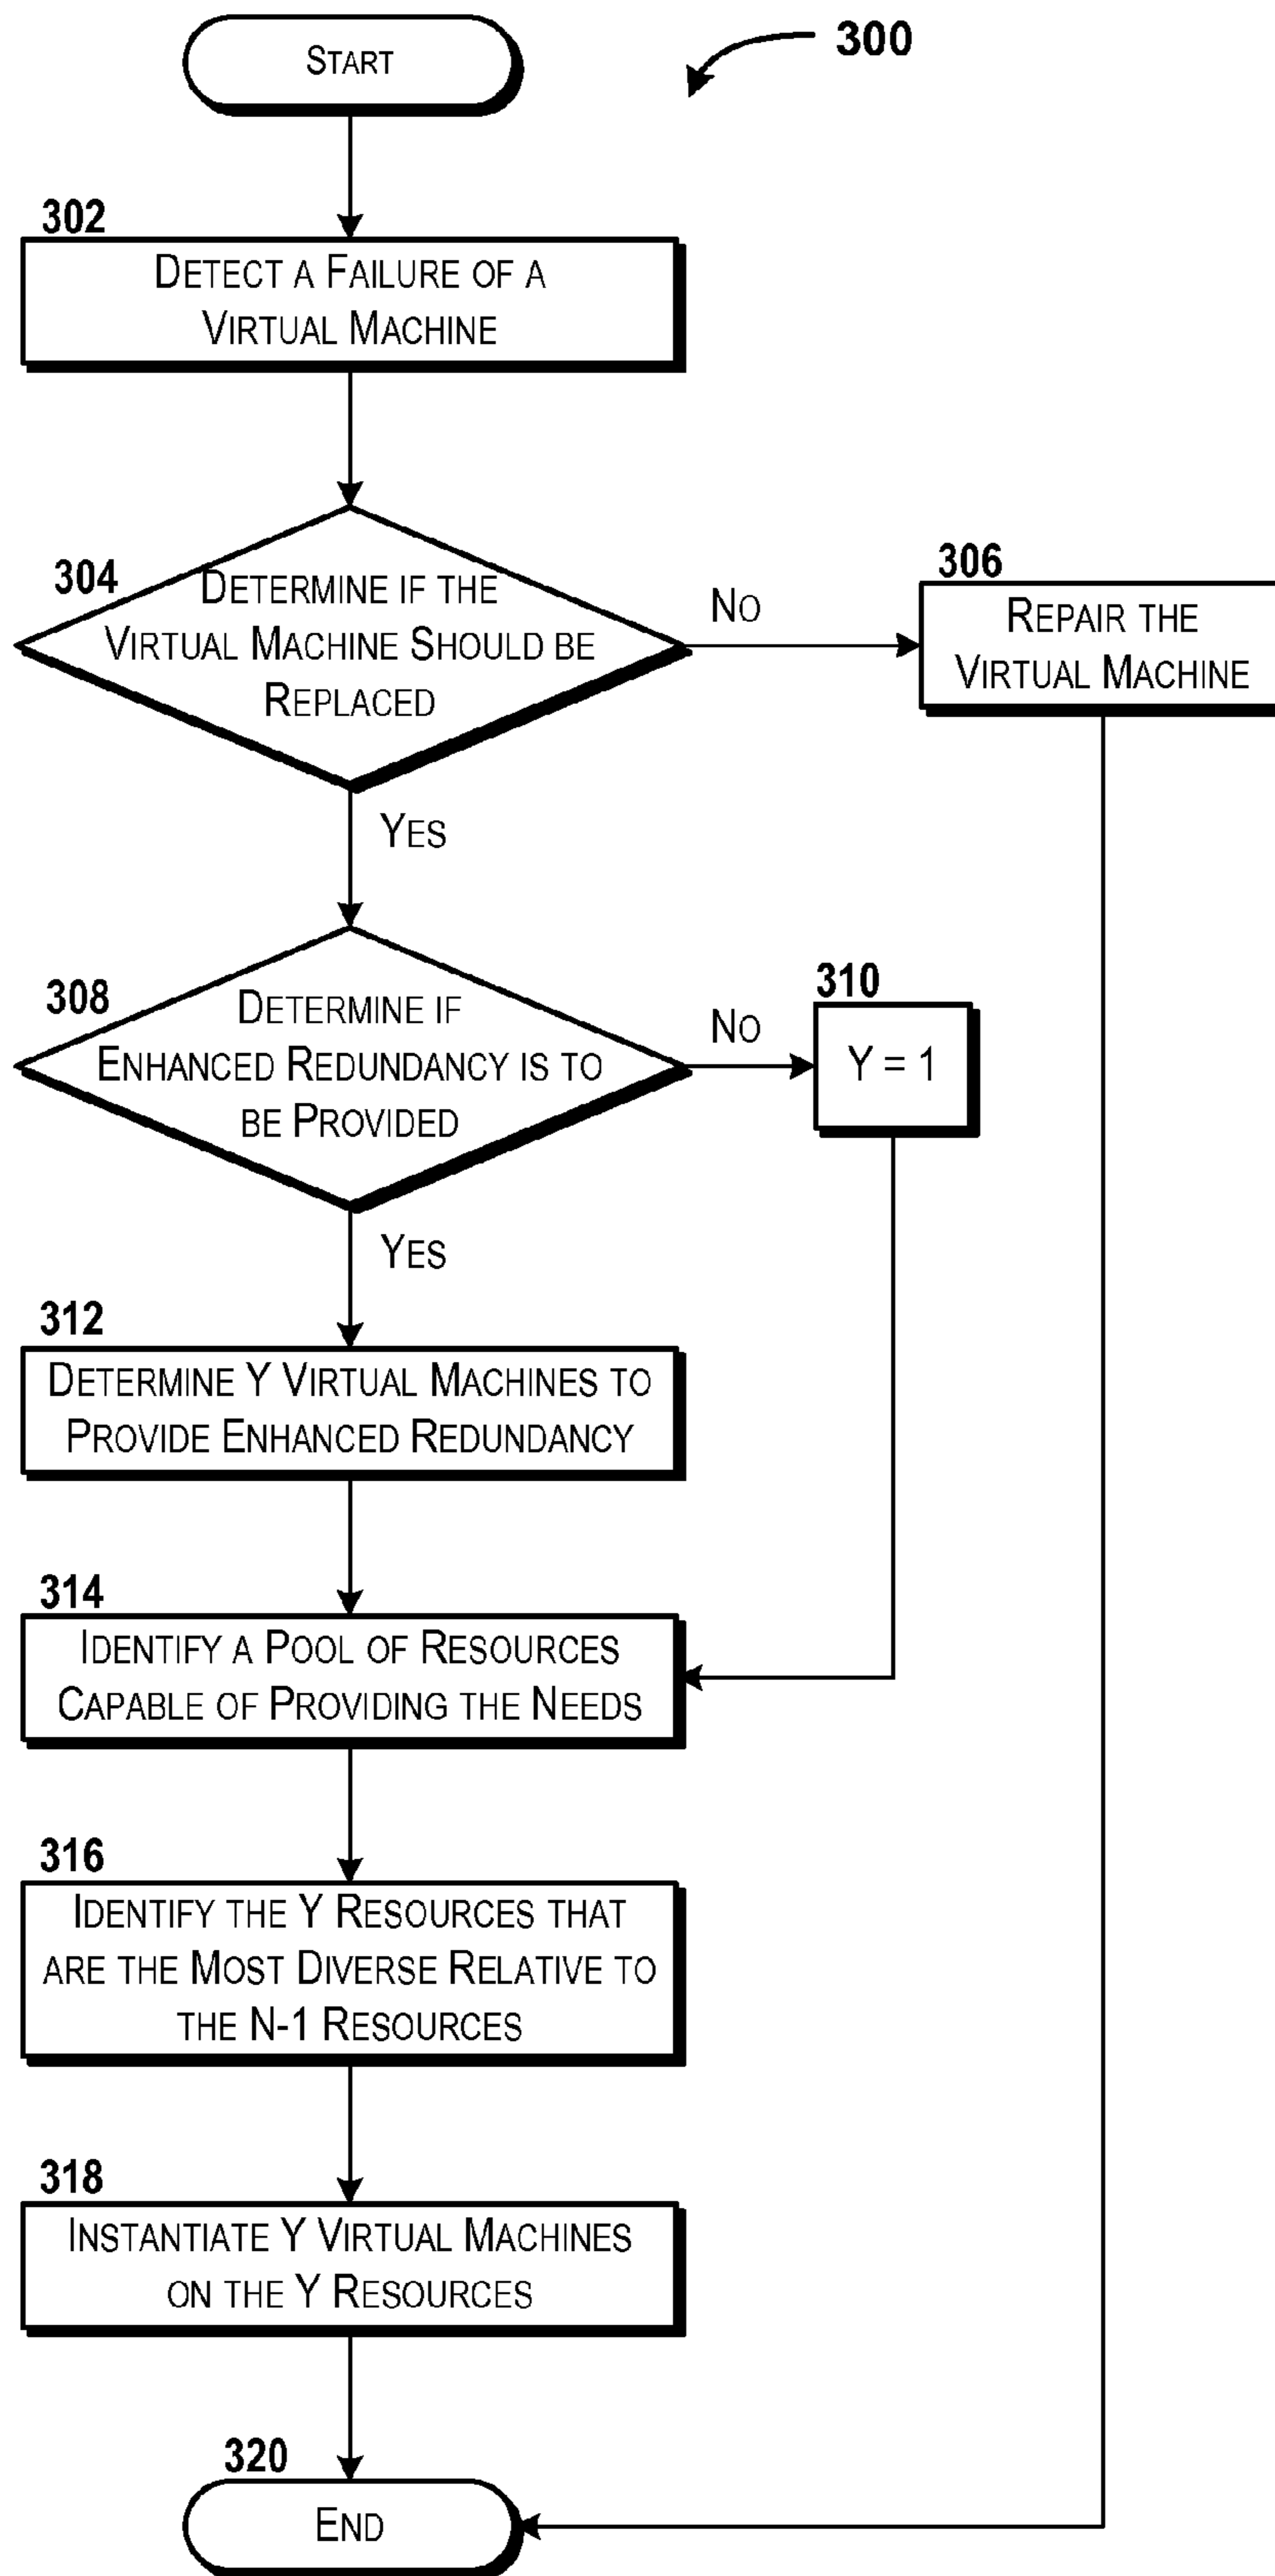 START
300
302
DETECT A FAILURE OF A
VIRTUAL MACHINE
304
DETERMINE IF THE
VIRTUAL MACHINE SHOULD BE
REPLACED
NO
306
REPAIR THE
VIRTUAL MACHINE
YES
308
DETERMINE IF
ENHANCED REDUNDANCY IS TO
BE PROVIDED
NO
310
Y = 1
YES
312
DETERMINE Y VIRTUAL MACHINES TO
PROVIDE ENHANCED REDUNDANCY
314
IDENTIFY A POOL OF RESOURCES
CAPABLE OF PROVIDING THE NEEDS
316
IDENTIFY THE Y RESOURCES THAT
ARE THE MOST DIVERSE RELATIVE TO
THE N-1 RESOURCES
318
INSTANTIATE Y VIRTUAL MACHINES
ON THE Y RESOURCES
320
END